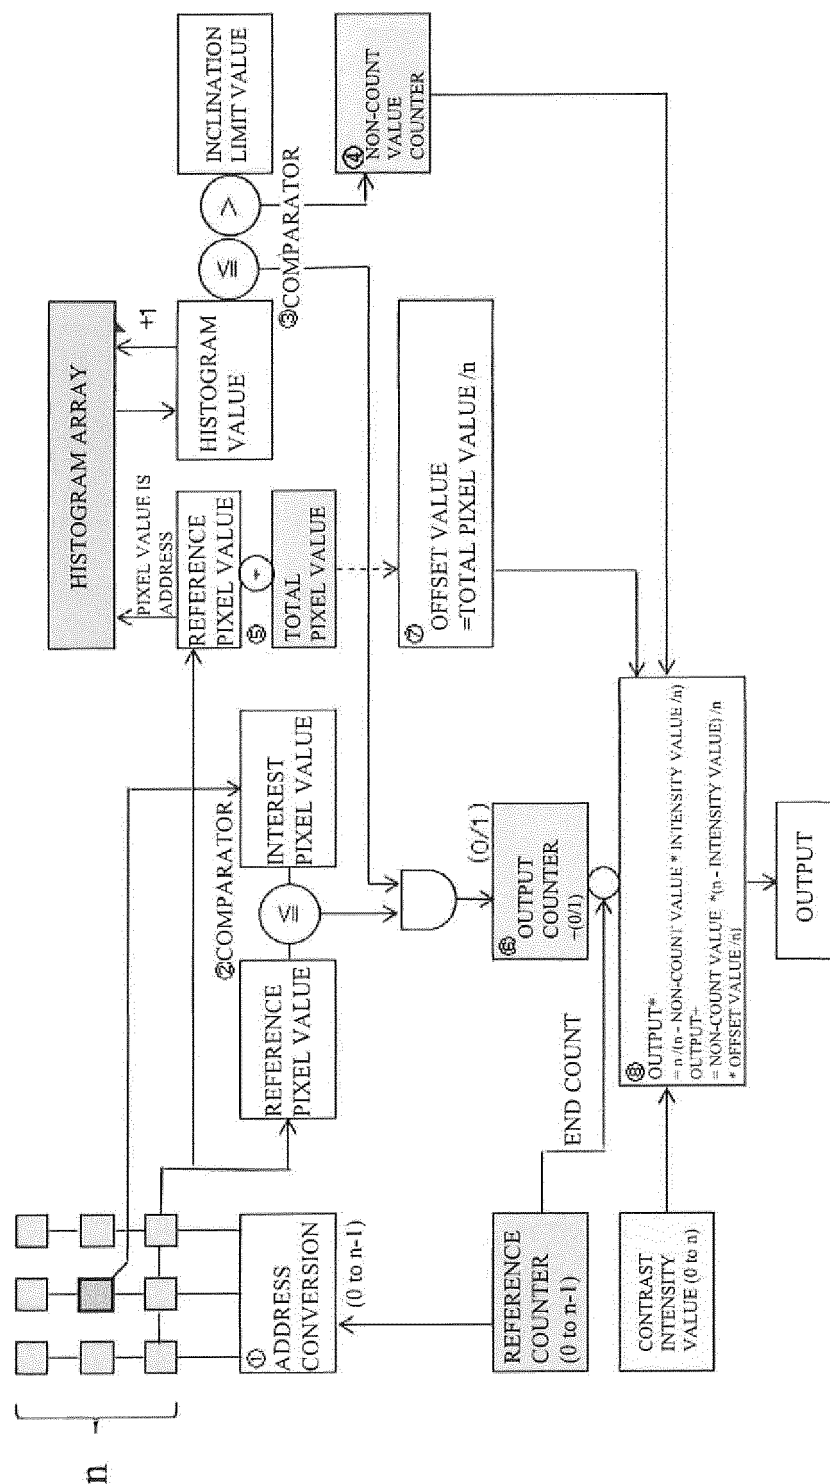 n
①
ADDRESS
CONVERSION
(0 to n-1)
REFERENCE
COUNTER
(0 to n-1)
CONTRAST
INTENSITY
VALUE (0 to n)
END COUNT
REFERENCE
PIXEL VALUE
②COMPARATOR
≦
INTEREST
PIXEL VALUE
(0/1)
⑥ OUTPUT
COUNTER
(0/1)
⑧
OUTPUT*
= n /(n - NON-COUNT VALUE * INTENSITY VALUE /n)
OUTPUT+
= NON-COUNT VALUE *(n - INTENSITY VALUE) /n
* OFFSET VALUE /n)
OUTPUT
HISTOGRAM ARRAY
PIXEL VALUE IS
ADDRESS
REFERENCE
PIXEL VALUE
⑤
+
TOTAL
PIXEL VALUE
⑦ OFFSET VALUE
=TOTAL PIXEL VALUE /n
+1
HISTOGRAM
VALUE
③COMPARATOR
≦
>
INCLINATION
LIMIT VALUE
④
NON-COUNT
VALUE
COUNTER